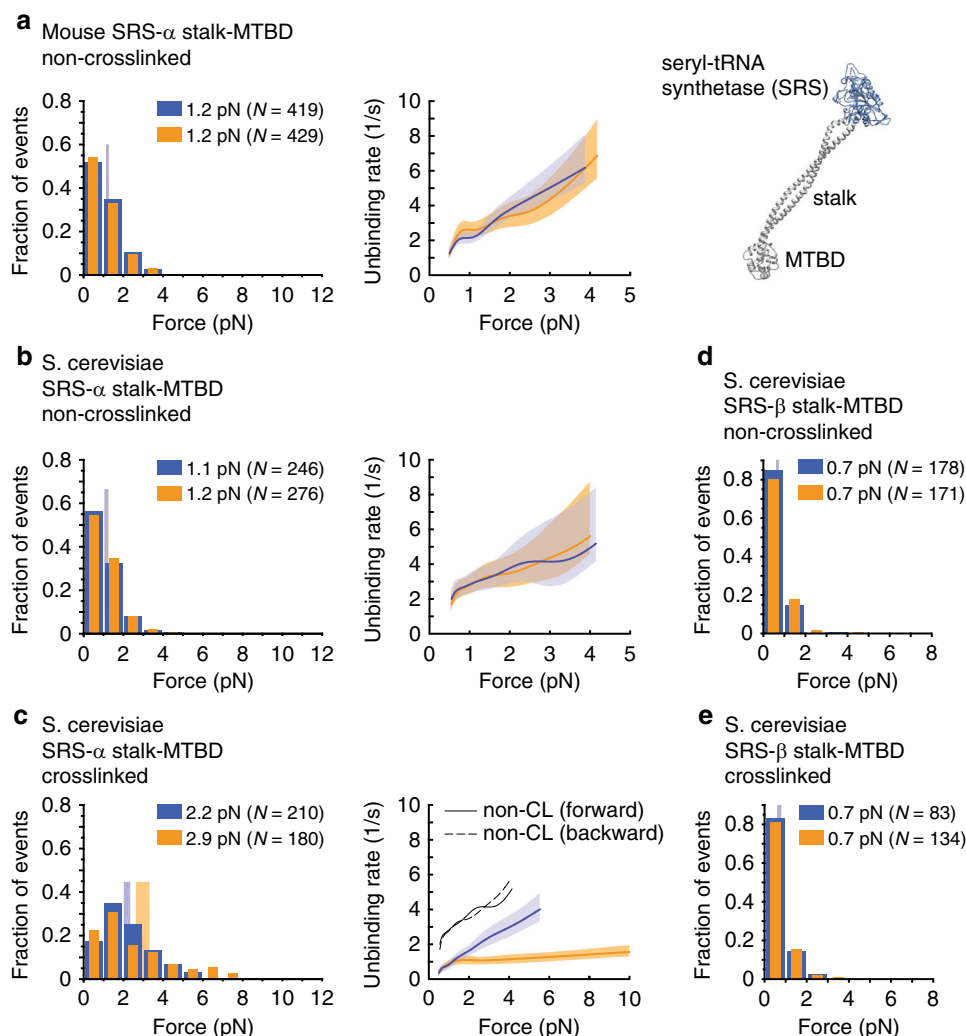 a
Mouse SRS-α stalk-MTBD
non-crosslinked
Fraction of events
0.8
0.6
0.4
0.2
0
1.2 pN (N = 419)
1.2 pN (N = 429)
0 2 4 6 8 10 12
Force (pN)
Unbinding rate (1/s)
10
8
6
4
2
0
0 1 2 3 4 5
Force (pN)
seryl-tRNA
synthetase (SRS)
stalk
MTBD
b
S. cerevisiae
SRS-α stalk-MTBD
non-crosslinked
Fraction of events
0.8
0.6
0.4
0.2
0
1.1 pN (N = 246)
1.2 pN (N = 276)
0 2 4 6 8 10 12
Force (pN)
Unbinding rate (1/s)
10
8
6
4
2
0
0 1 2 3 4 5
Force (pN)
d
S. cerevisiae
SRS-β stalk-MTBD
non-crosslinked
Fraction of events
0.8
0.6
0.4
0.2
0
0.7 pN (N = 178)
0.7 pN (N = 171)
0 2 4 6 8
Force (pN)
c
S. cerevisiae
SRS-α stalk-MTBD
crosslinked
Fraction of events
0.8
0.6
0.4
0.2
0
2.2 pN (N = 210)
2.9 pN (N = 180)
0 2 4 6 8 10 12
Force (pN)
Unbinding rate (1/s)
10
8
6
4
2
0
non-CL (forward)
non-CL (backward)
0 2 4 6 8 10
Force (pN)
e
S. cerevisiae
SRS-β stalk-MTBD
crosslinked
Fraction of events
0.8
0.6
0.4
0.2
0
0.7 pN (N = 83)
0.7 pN (N = 134)
0 2 4 6 8
Force (pN)